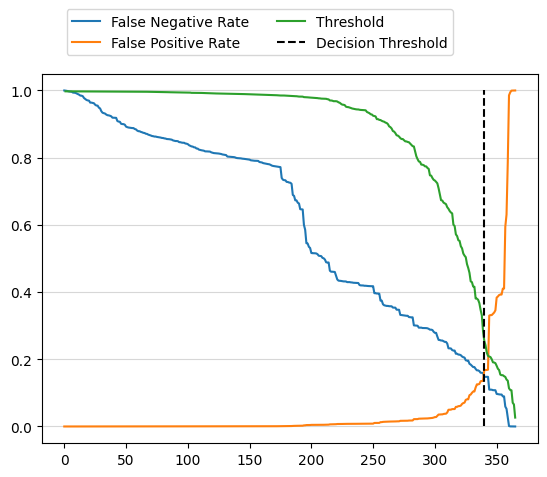 False Negative Rate
False Positive Rate
Threshold
Decision Threshold
1.0
0.8
0.6
0.4
0.2
0.0
0 50 100 150 200 250 300 350